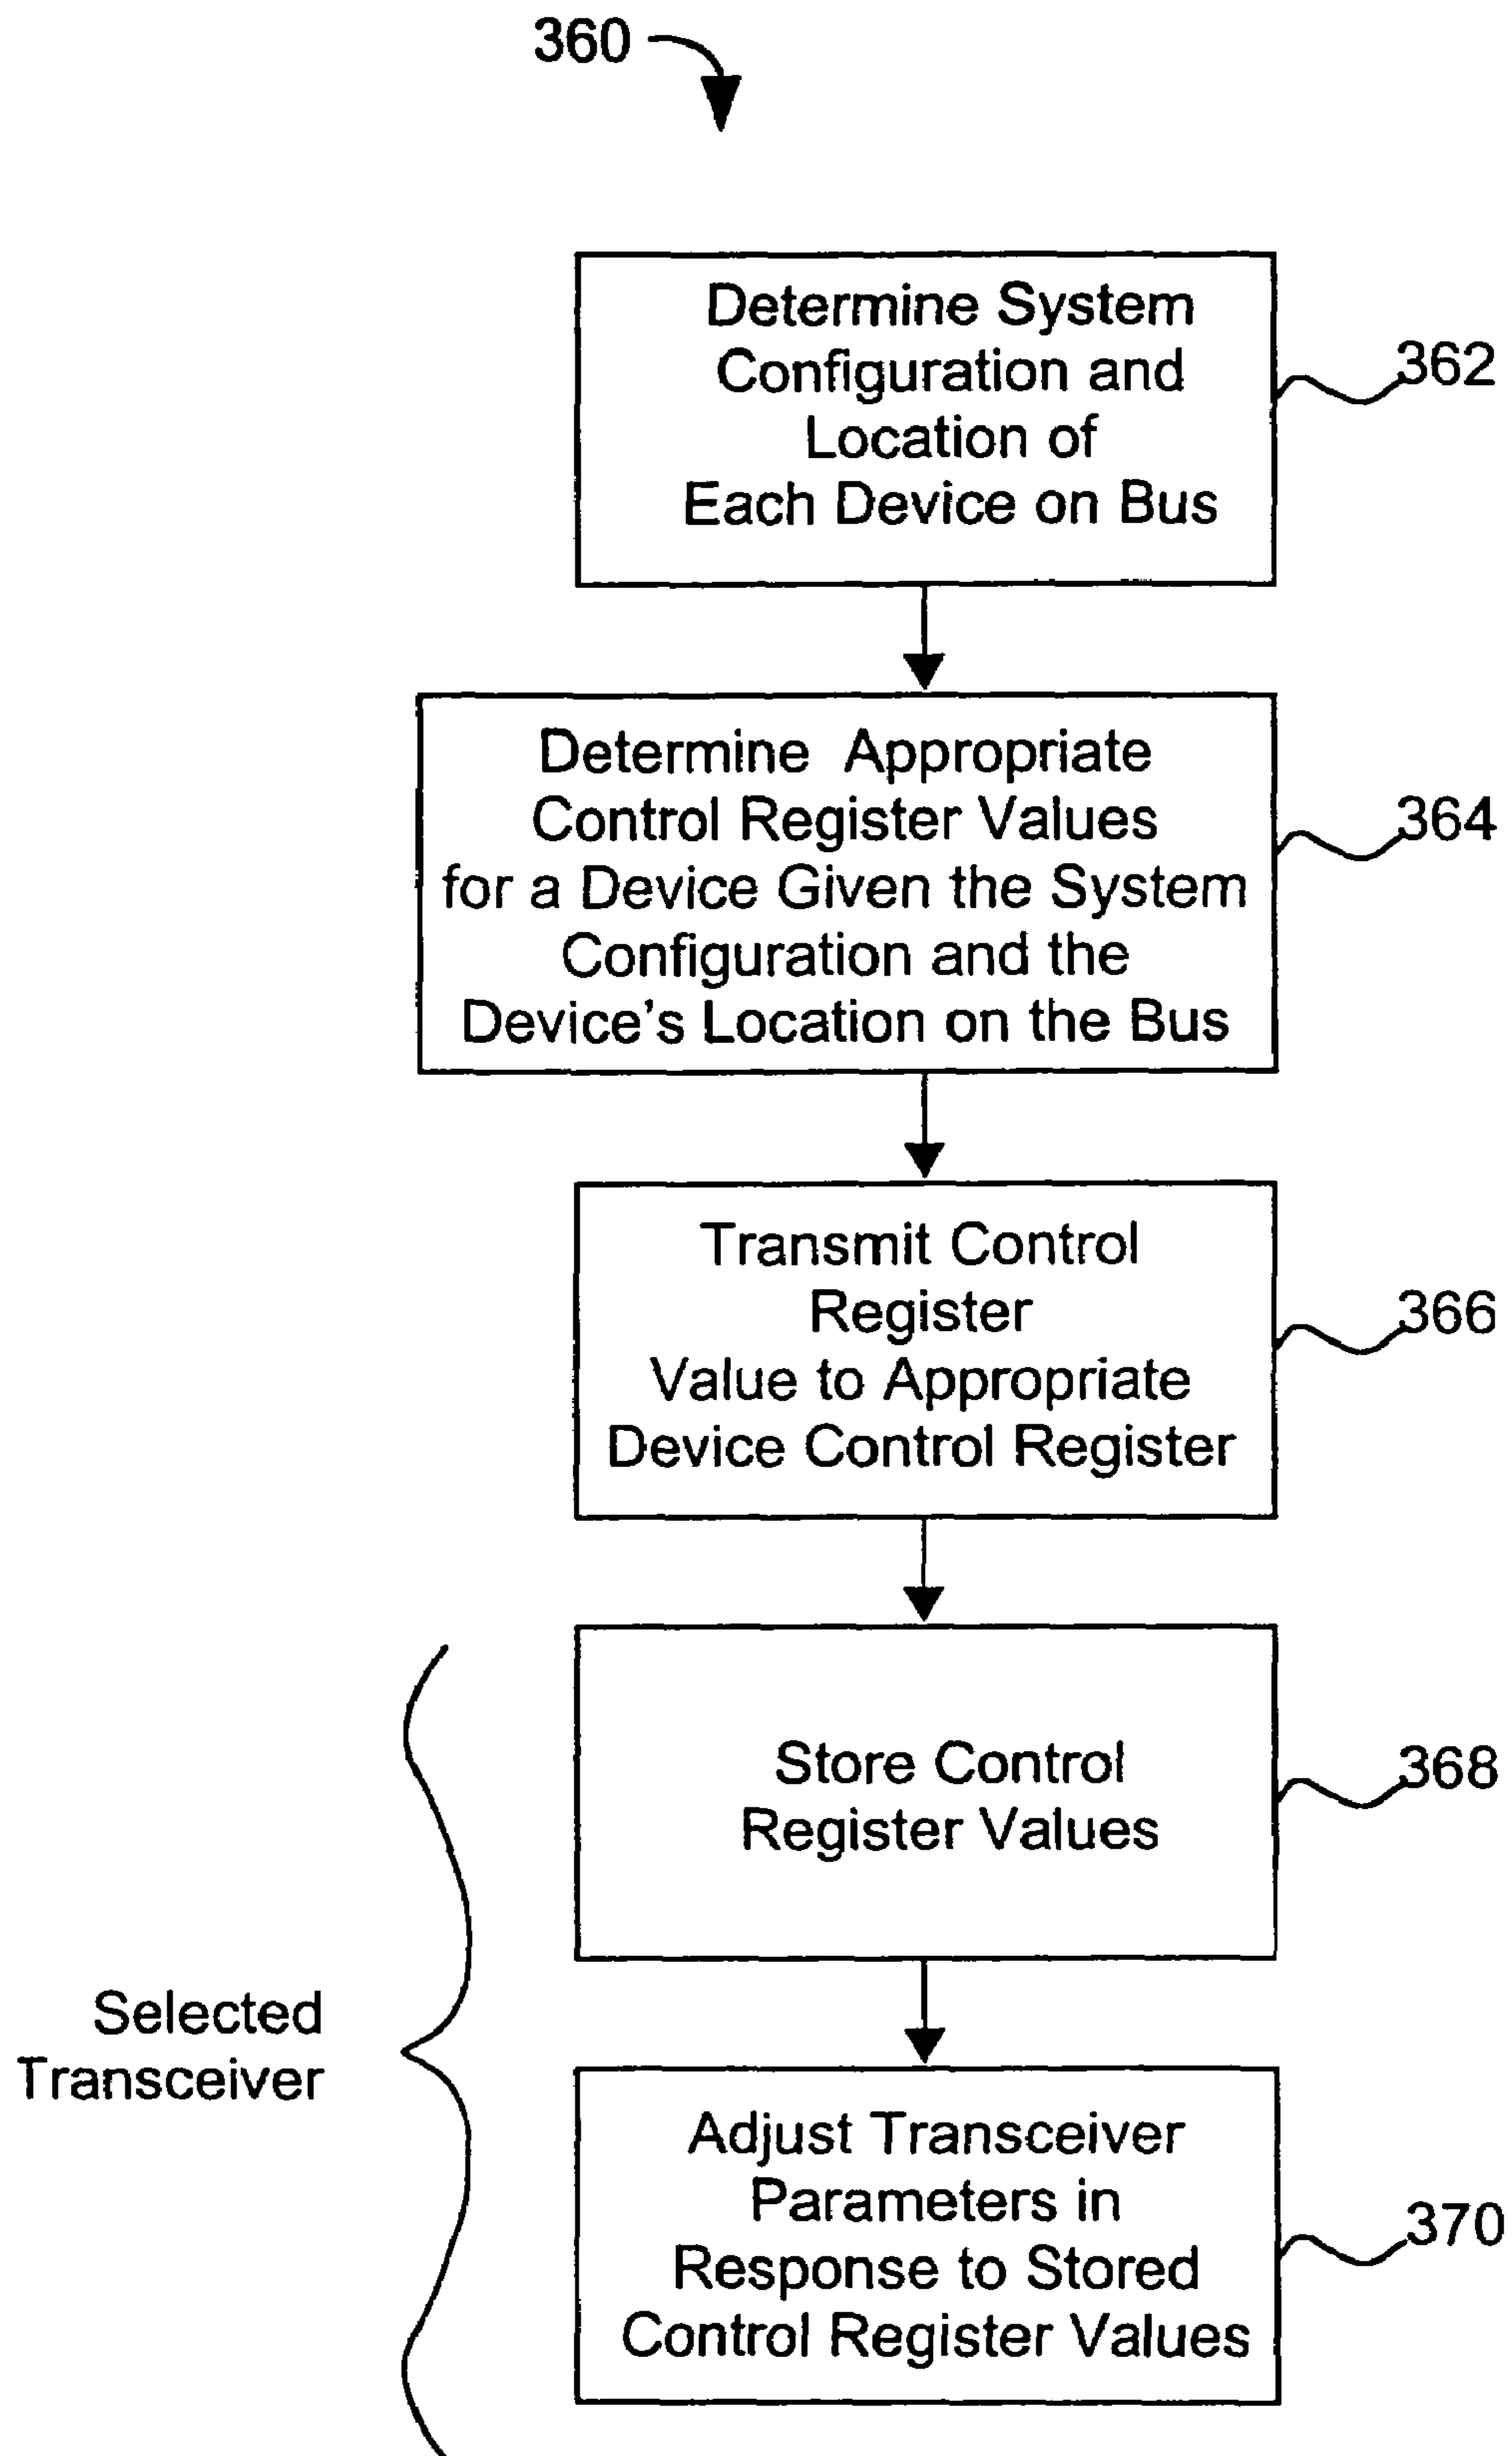 360
Determine System
Configuration and
Location of
Each Device on Bus
362
Determine Appropriate
Control Register Values
for a Device Given the System
Configuration and the
Device's Location on the Bus
364
Transmit Control
Register
Value to Appropriate
Device Control Register
366
Store Control
Register Values
368
Selected
Transceiver
Adjust Transceiver
Parameters in
Response to Stored
Control Register Values
370